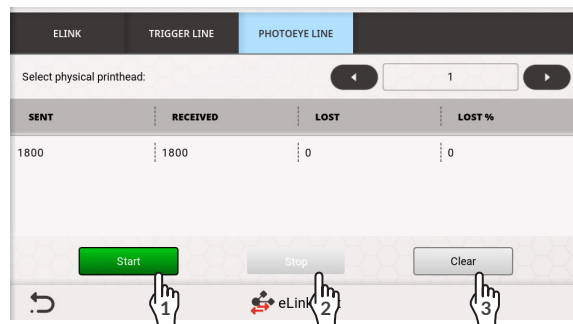 ELINK TRIGGER LINE PHOTOEYE LINE
Select physical printhead: 1
SENT RECEIVED LOST LOST %
1800 1800 0 0
Start Stop Clear
1 eLink 2 t 3